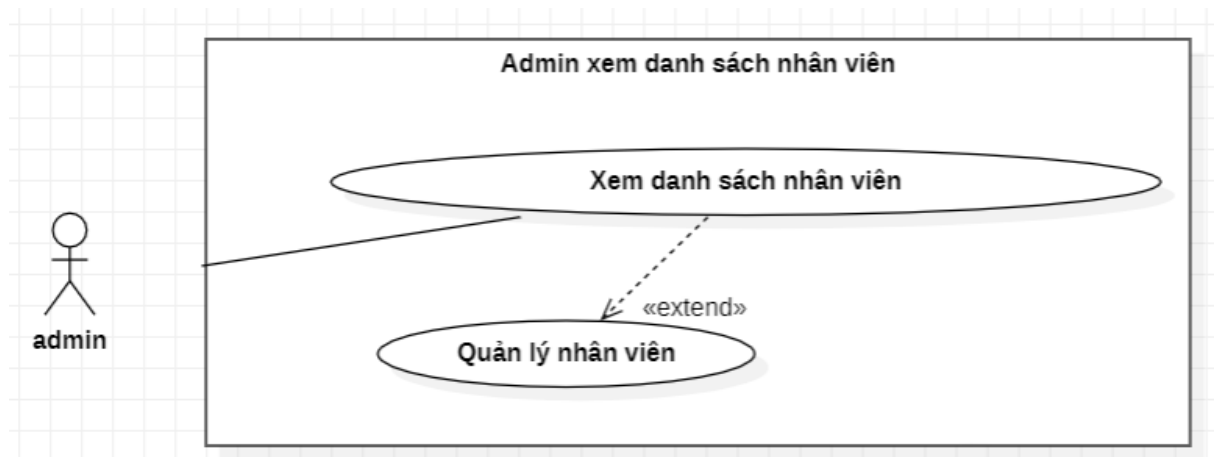 Admin xem danh sách nhân viên
Xem danh sách nhân viên
«extend»
admin
Quản lý nhân viên